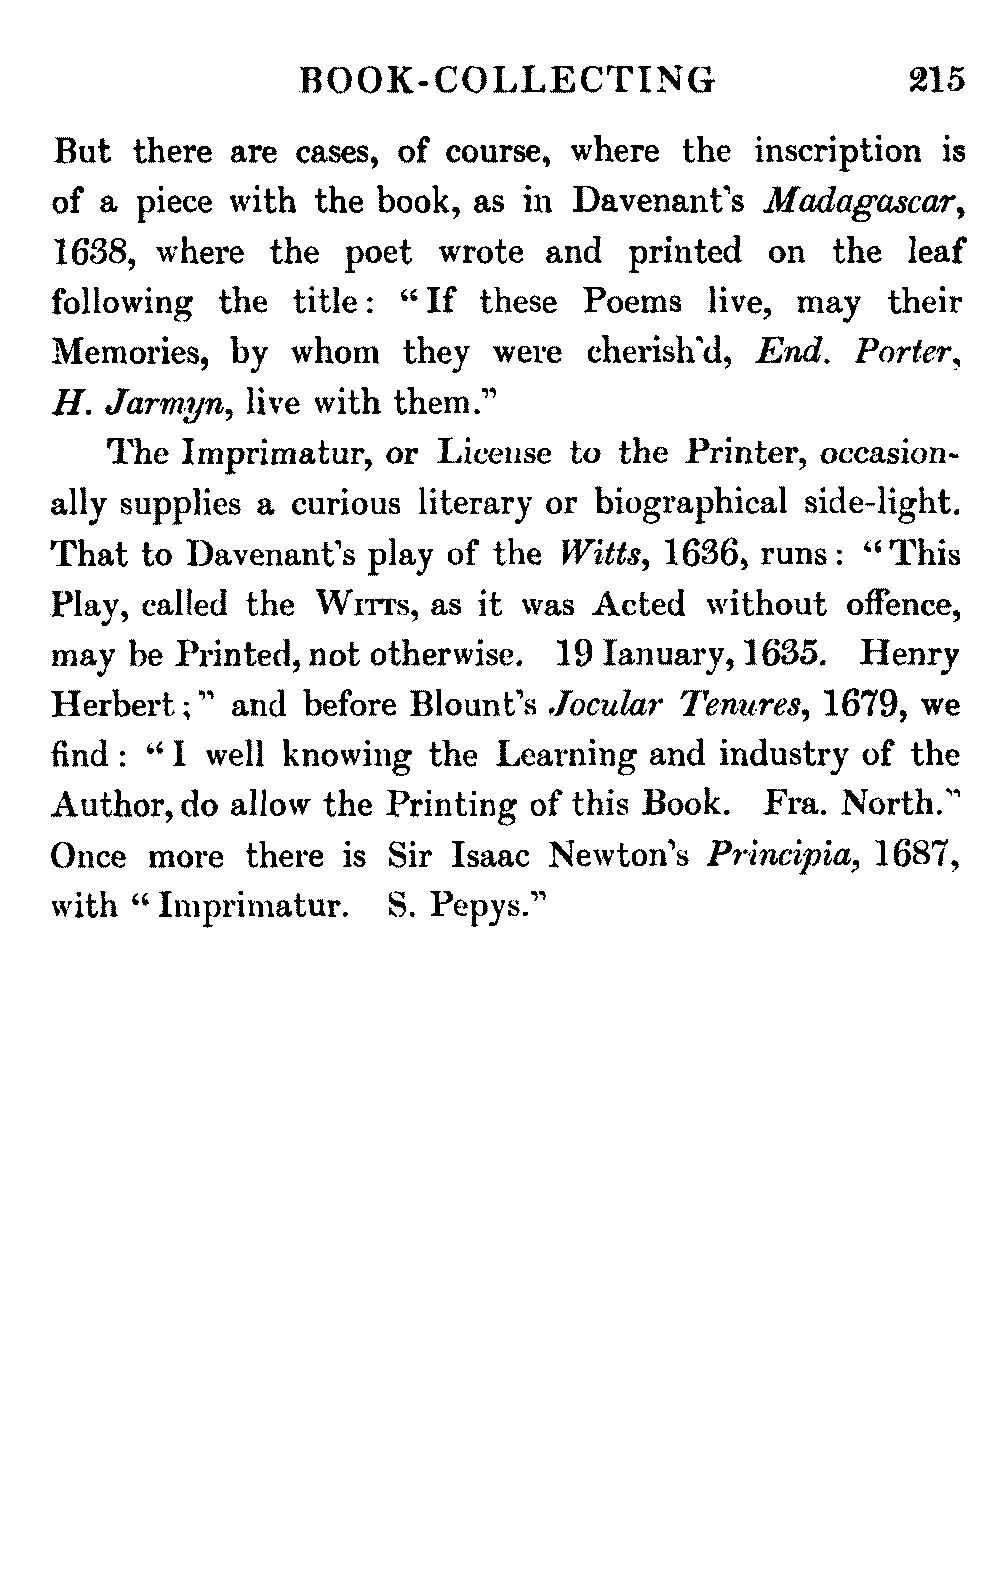 BOOK-COLLECTING 215
But there are cases, of course, where the inscription is
of a piece with the book, as in Davenant's Madagascar,
1638, where the poet wrote and printed on the leaf
following the title: "If these Poems live, may their
Memories, by whom they were cherish'd, End. Porter,
H. Jarmyn, live with them."
The Imprimatur, or License to the Printer, occasion-
ally supplies a curious literary or biographical side-light.
That to Davenant's play of the Witts, 1636, runs: "This
Play, called the WITTS, as it was Acted without offence,
may be Printed, not otherwise. 19 Ianuary, 1635. Henry
Herbert;" and before Blount's Jocular Tenures, 1679, we
find: "I well knowing the Learning and industry of the
Author, do allow the Printing of this Book. Fra. North."
Once more there is Sir Isaac Newton's Principia, 1687,
with "Imprimatur. S. Pepys."